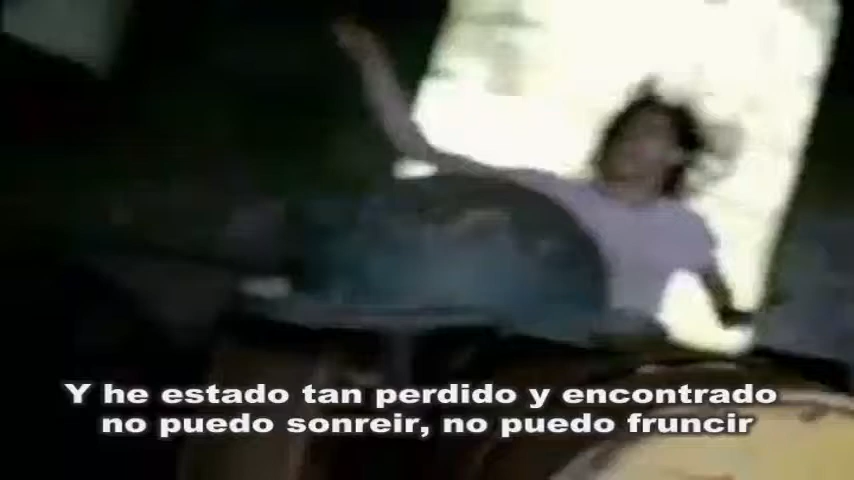 Y he estado tan perdido y encontrado
no puedo sonreir, no puedo fruncir